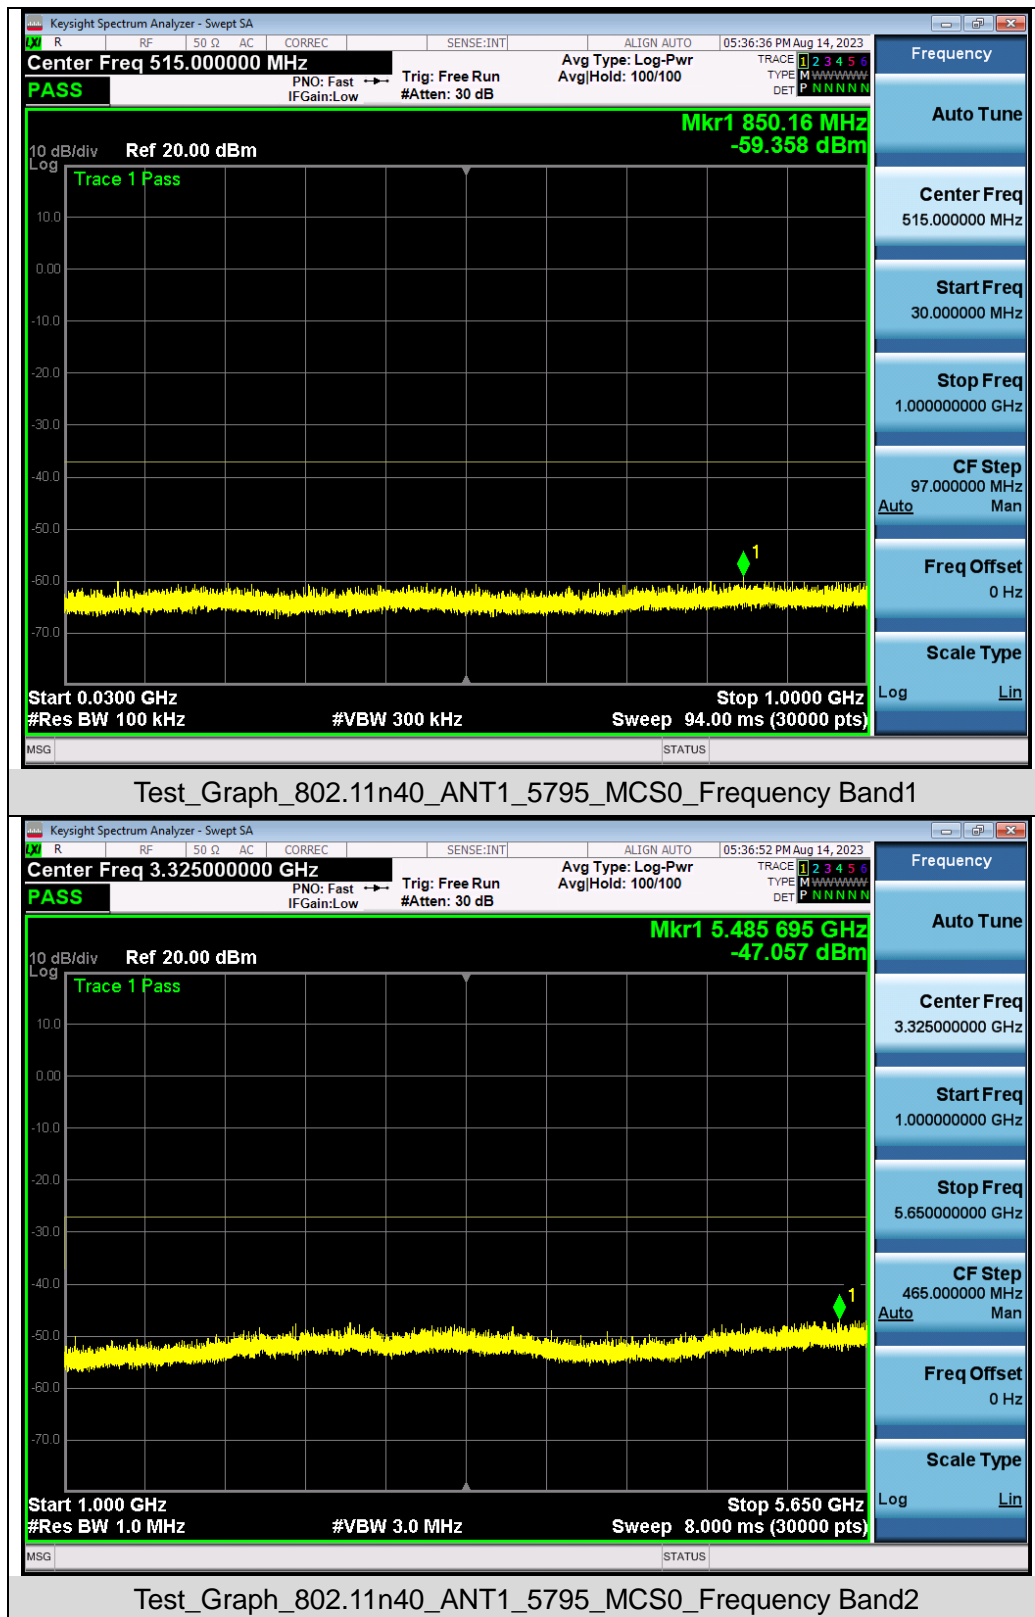 Keysight Spectrum Analyzer - Swept SA
LXI R RF 50 Ω AC CORREC SENSE:INT ALIGN AUTO 05:36:36 PM Aug 14, 2023
Center Freq 515.000000 MHz
PASS
PNO: Fast
IFGain:Low
Trig: Free Run
#Atten: 30 dB
Avg Type: Log-Pwr
Avg|Hold: 100/100
TRACE 1 2 3 4 5 6
TYPE M WWWWW
DET P N N N N N
Mkr1 850.16 MHz
-59.358 dBm
10 dB/div Ref 20.00 dBm
Log
Trace 1 Pass
10.0
0.00
-10.0
-20.0
-30.0
-40.0
-50.0
-60.0
-70.0
1
Start 0.0300 GHz Stop 1.0000 GHz
#Res BW 100 kHz #VBW 300 kHz Sweep 94.00 ms (30000 pts)
MSG STATUS
Frequency
Auto Tune
Center Freq
515.000000 MHz
Start Freq
30.000000 MHz
Stop Freq
1.000000000 GHz
CF Step
97.000000 MHz
Auto Man
Freq Offset
0 Hz
Scale Type
Log Lin
Test_Graph_802.11n40_ANT1_5795_MCS0_Frequency Band1
Keysight Spectrum Analyzer - Swept SA
LXI R RF 50 Ω AC CORREC SENSE:INT ALIGN AUTO 05:36:52 PM Aug 14, 2023
Center Freq 3.325000000 GHz
PASS
PNO: Fast
IFGain:Low
Trig: Free Run
#Atten: 30 dB
Avg Type: Log-Pwr
Avg|Hold: 100/100
TRACE 1 2 3 4 5 6
TYPE M WWWWW
DET P N N N N N
Mkr1 5.485 695 GHz
-47.057 dBm
10 dB/div Ref 20.00 dBm
Log
Trace 1 Pass
10.0
0.00
-10.0
-20.0
-30.0
-40.0
-50.0
-60.0
-70.0
1
Start 1.000 GHz Stop 5.650 GHz
#Res BW 1.0 MHz #VBW 3.0 MHz Sweep 8.000 ms (30000 pts)
MSG STATUS
Frequency
Auto Tune
Center Freq
3.325000000 GHz
Start Freq
1.000000000 GHz
Stop Freq
5.650000000 GHz
CF Step
465.000000 MHz
Auto Man
Freq Offset
0 Hz
Scale Type
Log Lin
Test_Graph_802.11n40_ANT1_5795_MCS0_Frequency Band2